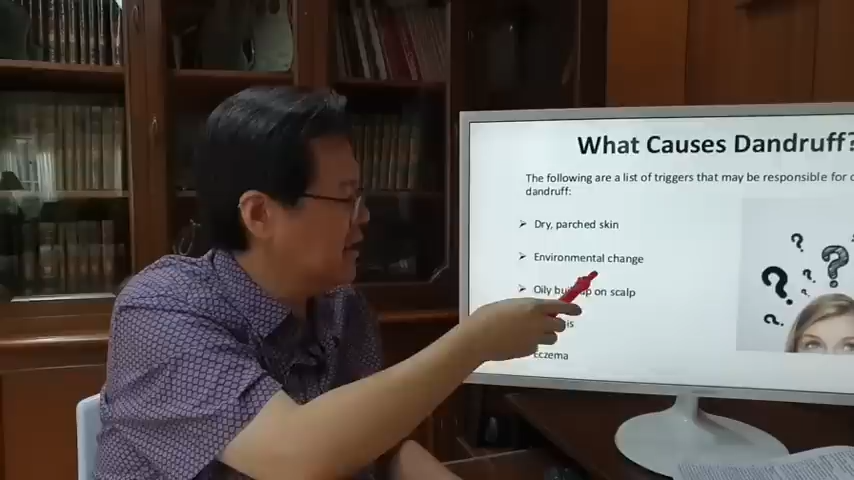 What Causes Dandruff?
The following are a list of triggers that may be responsible for
dandruff:
➢ Dry, parched skin
➢ Environmental change
➢ Oily on scalp
Eczema